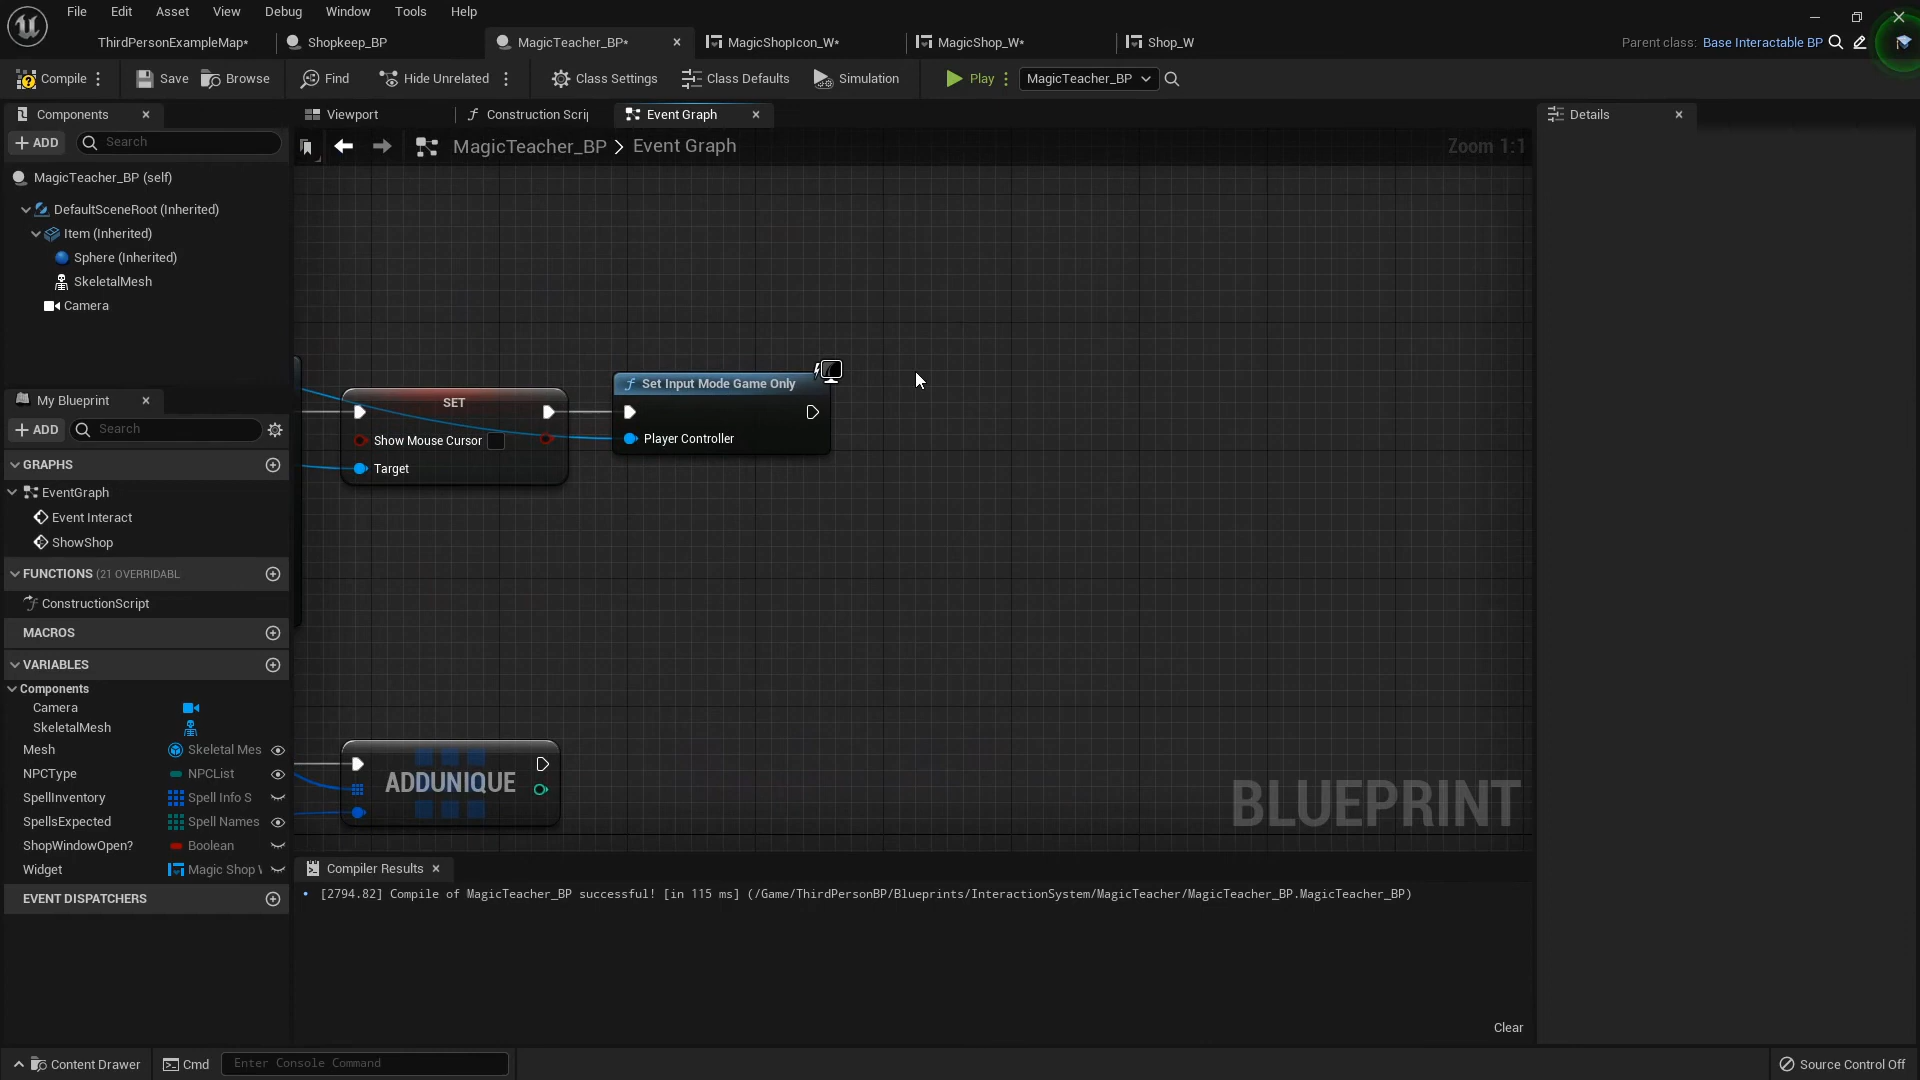 File Edit View Asset Debug Window Tools Help
ThirdPersonExampleMap* Shopkeep_BP MagicTeacher_BP* MagicShopIcon_W* MagicShop_W* Shop_W Parent class: Base Interactable BP
Compile Save Browse Find Hide Unrelated Class Settings Class Defaults Simulation Play MagicTeacher_BP
Components Viewport Construction Scri Event Graph Details
ADD Search
MagicTeacher_BP > Event Graph Zoom 1:1
MagicTeacher_BP (self)
DefaultSceneRoot (Inherited)
Item (Inherited)
Sphere (Inherited)
SkeletalMesh
Camera
SET
Show Mouse Cursor
Target
Set Input Mode Game Only
Player Controller
My Blueprint
ADD Search
GRAPHS
EventGraph
Event Interact
ShowShop
FUNCTIONS (21 OVERRIDABL
ConstructionScript
MACROS
VARIABLES
Components
Camera
SkeletalMesh
Mesh Skeletal Mes
NPCType NPCList
SpellInventory Spell Info S
SpellsExpected Spell Names
ShopWindowOpen? Boolean
Widget Magic Shop \
EVENT DISPATCHERS
ADDUNIQUE
BLUEPRINT
Compiler Results
[2794.82] Compile of MagicTeacher_BP successful! [in 115 ms] (/Game/ThirdPersonBP/Blueprints/InteractionSystem/MagicTeacher/MagicTeacher_BP.MagicTeacher_BP)
Clear
Content Drawer Cmd Enter Console Command Source Control Off